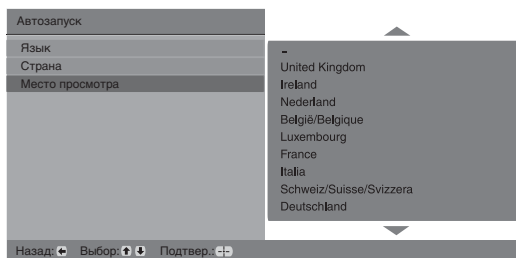 Автозапуск
Язык
Страна
Место просмотра
-
United Kingdom
Ireland
Nederland
België/Belgique
Luxembourg
France
Italia
Schweiz/Suisse/Svizzera
Deutschland
Назад: Выбор: Подтвер.: